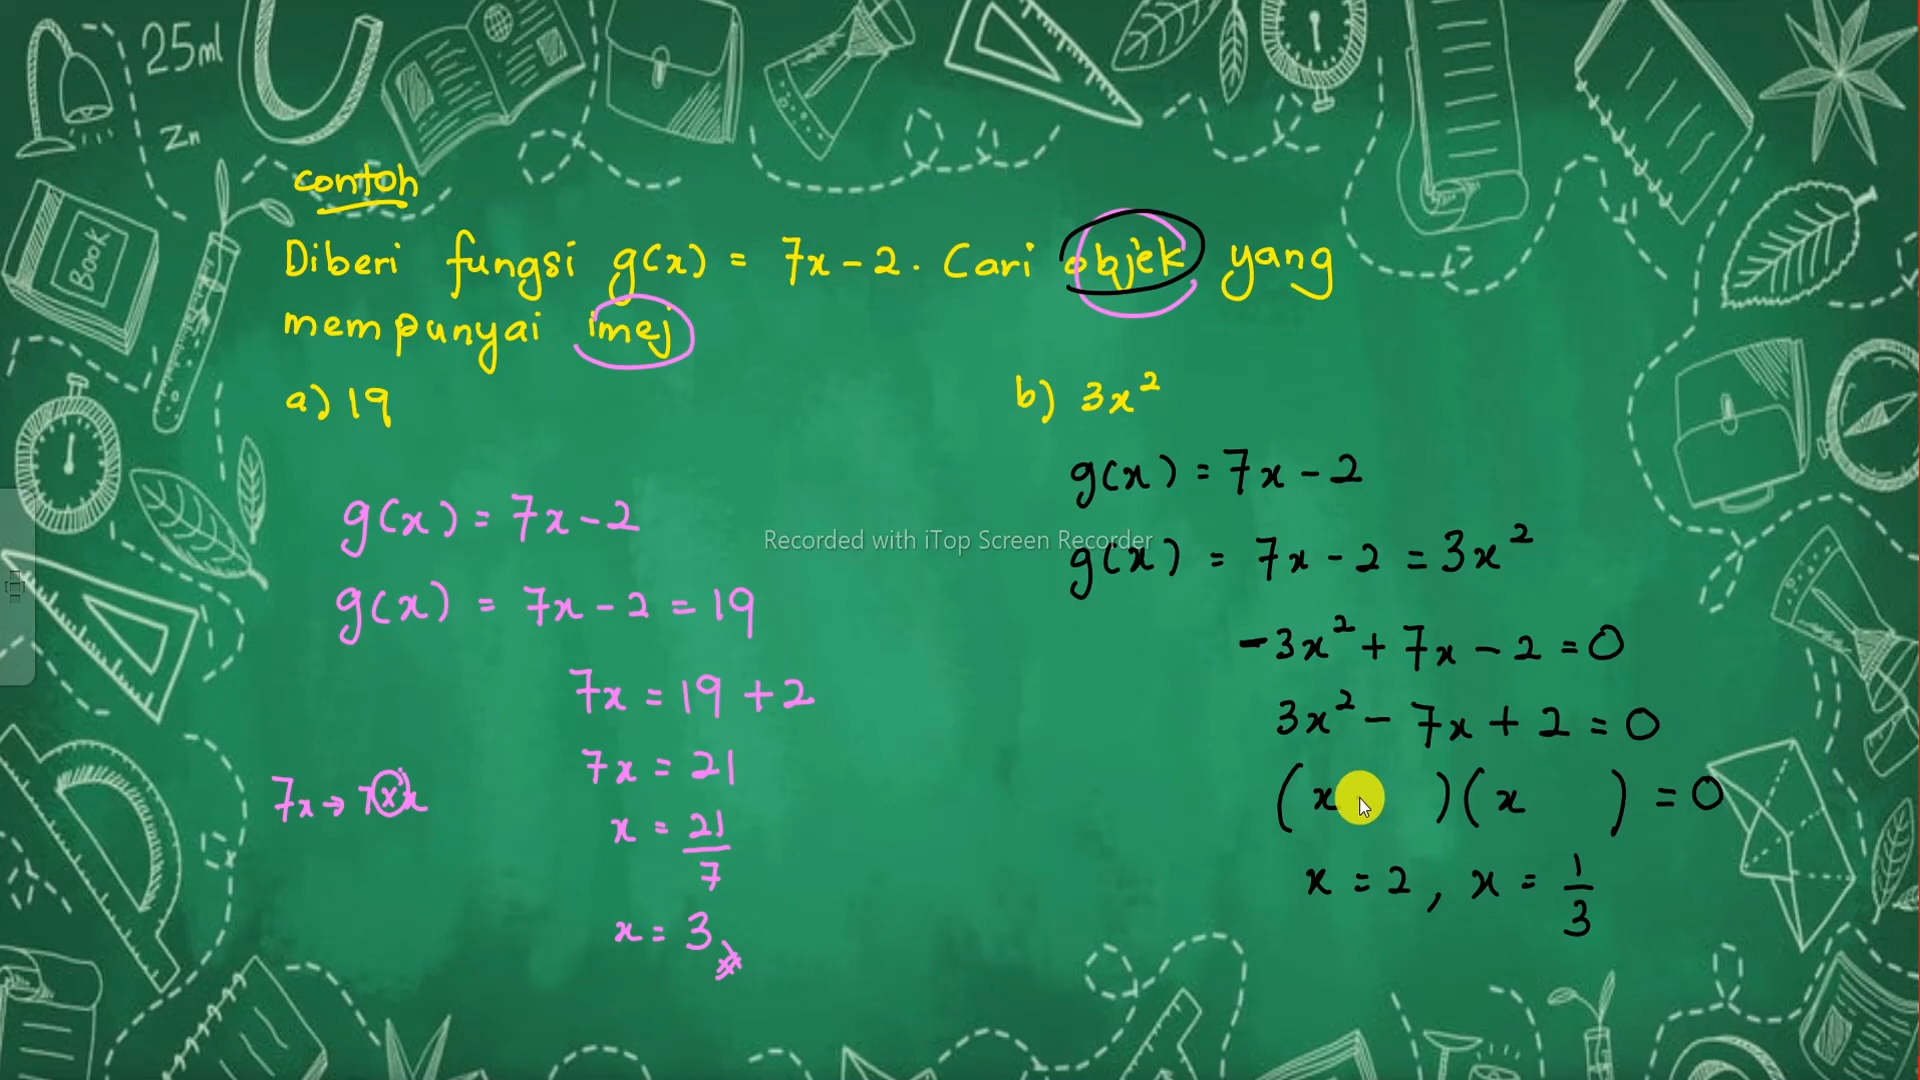 25ml
Zn
Book
contoh
Diberi fungsi g(x) = 7x - 2. Cari objek yang
mempunyai imej
a) 19
g(x) = 7x - 2
g(x) = 7x - 2 = 19
7x = 19 + 2
7x = 21
x = 21/7
x = 3
7x → 7(x)x
b) 3x²
g(x) = 7x - 2
g(x) = 7x - 2 = 3x²
-3x² + 7x - 2 = 0
3x² - 7x + 2 = 0
(x )(x ) = 0
x = 2, x = 1/3
Recorded with iTop Screen Recorder